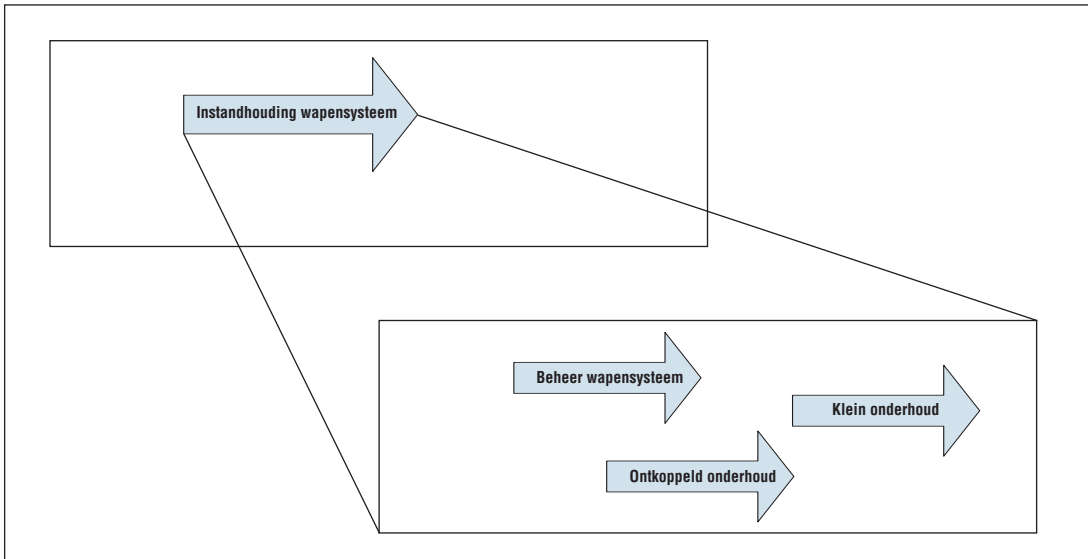 Instandhouding wapensysteem
Beheer wapensysteem
Klein onderhoud
Ontkoppeld onderhoud